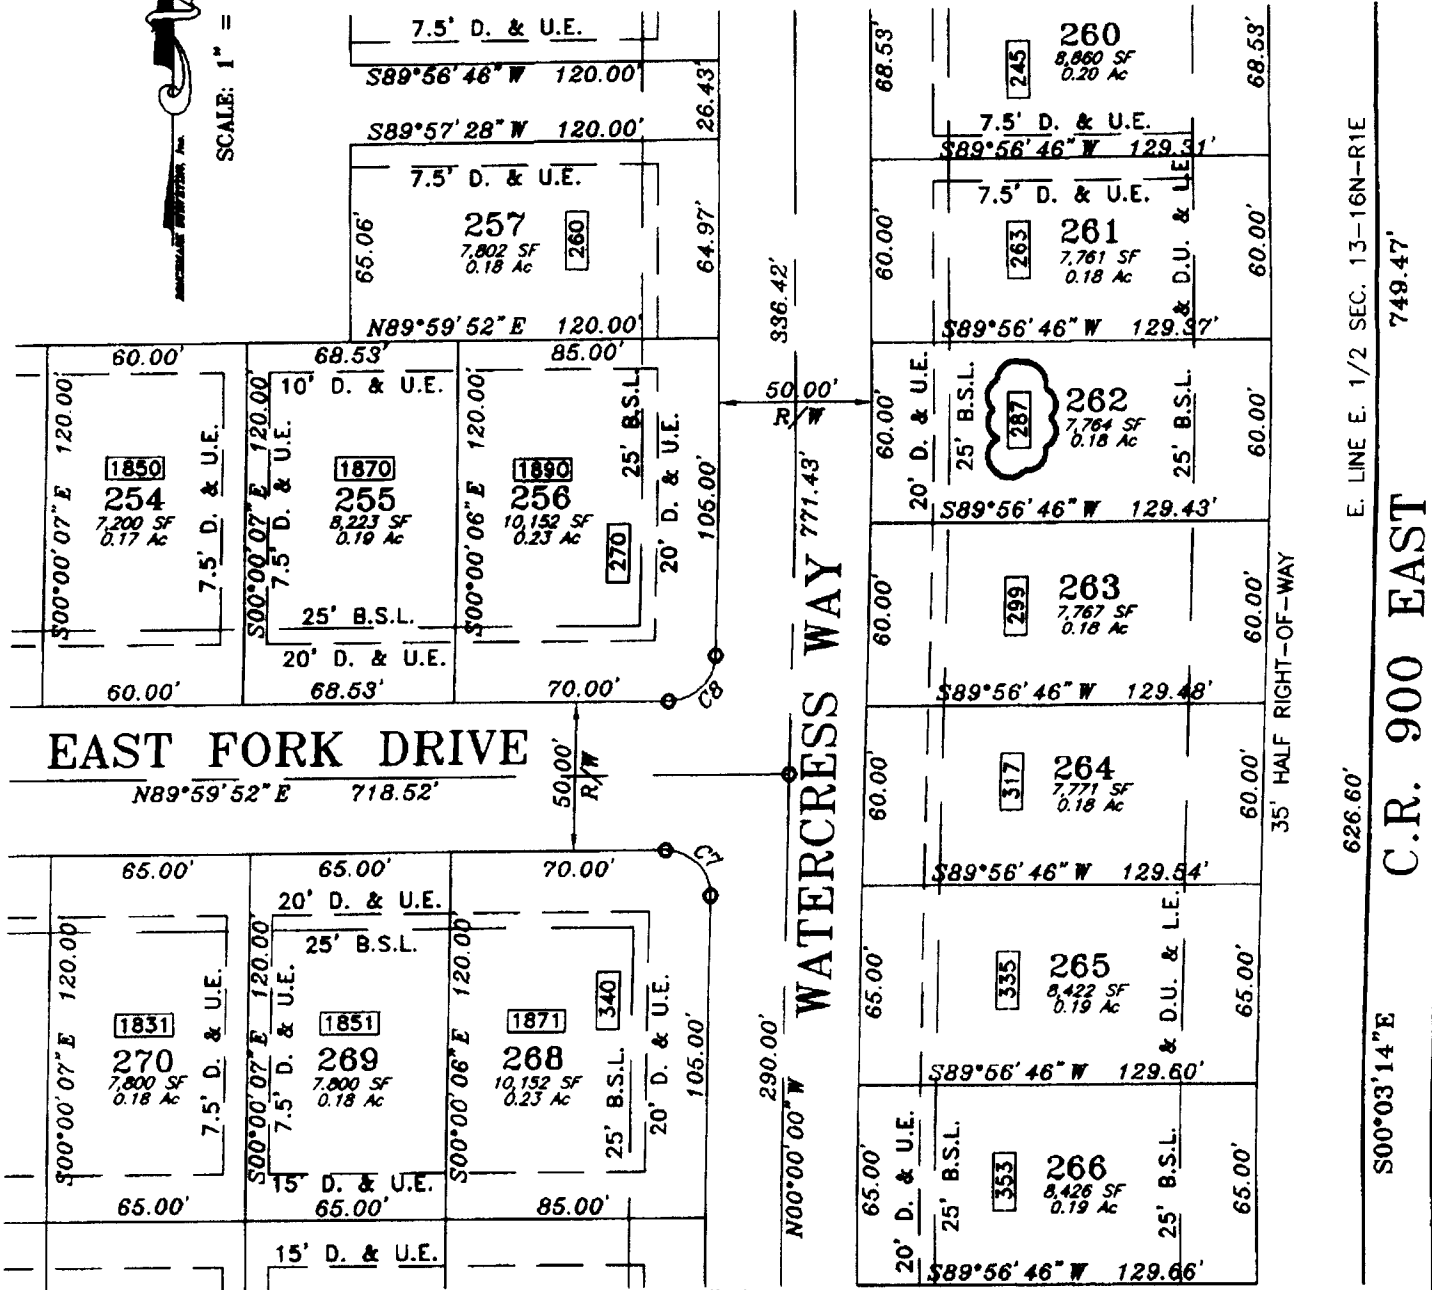 SCALE: 1" =
7.5' D. & U.E.
S89°56'46"W 120.00'
S89°57'28"W 120.00'
26.43'
7.5' D. & U.E.
257
7,802 SF
0.18 Ac
260
65.06'
64.97'
N89°59'52"E 120.00'
60.00'
68.53'
85.00'
S00°00'07"E 120.00'
1850
254
7,200 SF
0.17 Ac
7.5' D. & U.E.
S00°00'07"E 120.00'
7.5' D. & U.E.
10' D. & U.E.
1870
255
8,223 SF
0.19 Ac
25' B.S.L.
20' D. & U.E.
S00°00'06"E 120.00'
1890
256
10,152 SF
0.23 Ac
270
25' B.S.L.
20' D. & U.E.
105.00'
60.00'
68.53'
70.00'
C8
EAST FORK DRIVE
N89°59'52"E 718.52'
50.00'
R/W
65.00'
65.00'
70.00'
C7
20' D. & U.E.
25' B.S.L.
S00°00'07"E 120.00'
1831
270
7,800 SF
0.18 Ac
7.5' D. & U.E.
S00°00'07"E 120.00'
7.5' D. & U.E.
1851
269
7,800 SF
0.18 Ac
S00°00'06"E 120.00'
1871
268
10,152 SF
0.23 Ac
340
25' B.S.L.
20' D. & U.E.
105.00'
15' D. & U.E.
65.00'
65.00'
85.00'
15' D. & U.E.
336.42'
50.00'
R/W
771.43'
WATERCRESS WAY
290.00'
N00°00'00"W
68.53'
245
260
8,860 SF
0.20 Ac
68.53'
7.5' D. & U.E.
S89°56'46"W 129.31'
7.5' D. & U.E.
60.00'
263
261
7,761 SF
0.18 Ac
& D.U. & L.E.
60.00'
S89°56'46"W 129.37'
60.00'
20' D. & U.E.
25' B.S.L.
287
262
7,764 SF
0.18 Ac
25' B.S.L.
60.00'
S89°56'46"W 129.43'
60.00'
299
263
7,767 SF
0.18 Ac
60.00'
S89°56'46"W 129.48'
60.00'
317
264
7,771 SF
0.18 Ac
60.00'
S89°56'46"W 129.54'
65.00'
335
265
8,422 SF
0.19 Ac
& D.U. & L.E.
65.00'
S89°56'46"W 129.60'
65.00'
20' D. & U.E.
25' B.S.L.
353
266
8,426 SF
0.19 Ac
25' B.S.L.
65.00'
S89°56'46"W 129.66'
35' HALF RIGHT-OF-WAY
E. LINE E. 1/2 SEC. 13-16N-R1E
749.47'
626.60'
C.R. 900 EAST
S00°03'14"E